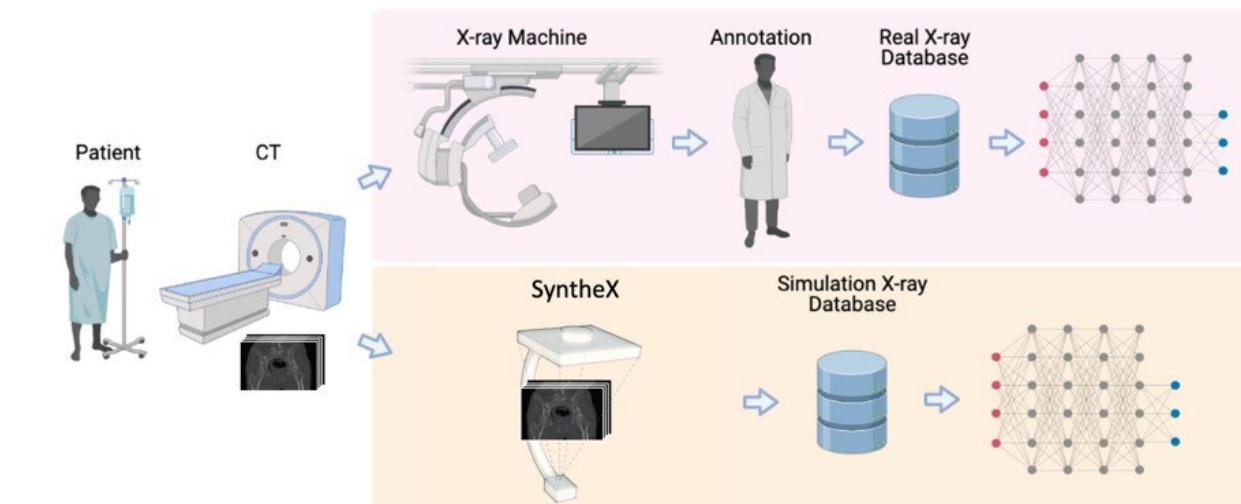 Patient
CT
X-ray Machine
Annotation
Real X-ray
Database
SyntheX
Simulation X-ray
Database